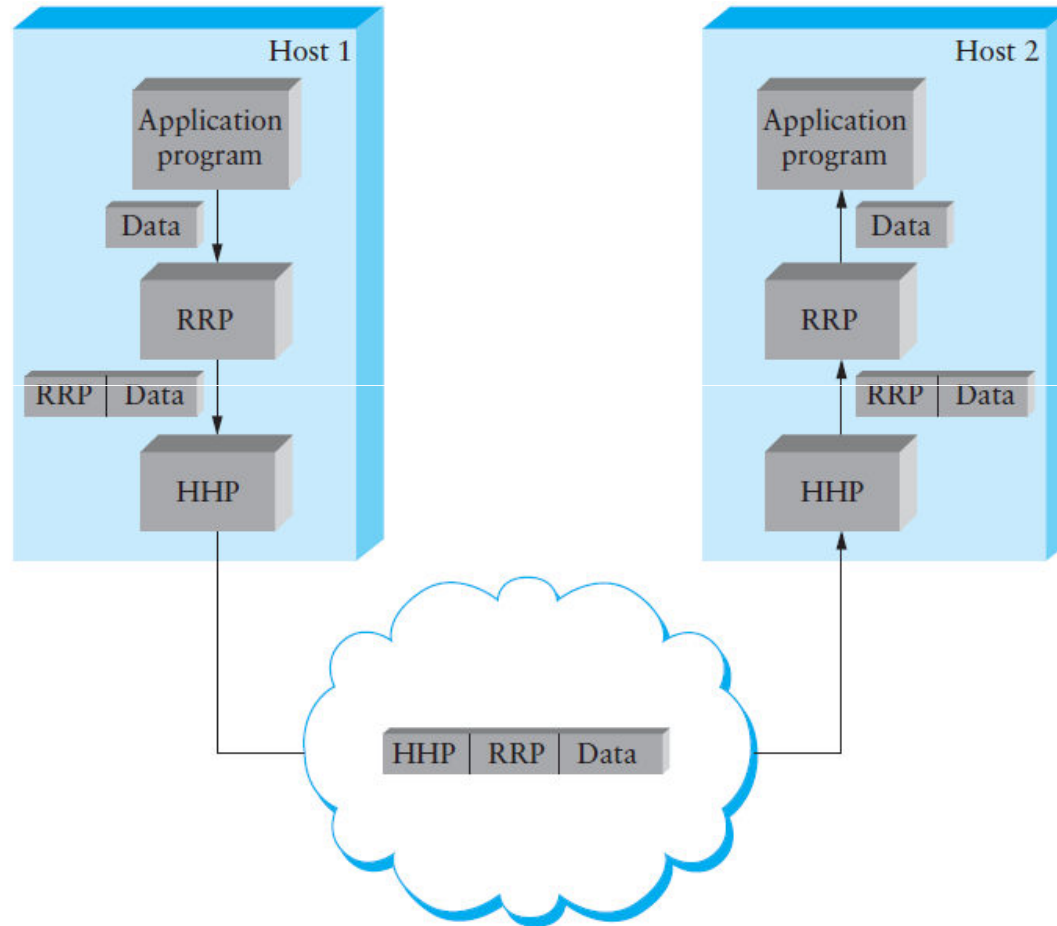 Host 1
Application
program
Data
RRP
RRP Data
HHP
Host 2
Application
program
Data
RRP
RRP Data
HHP
HHP RRP Data